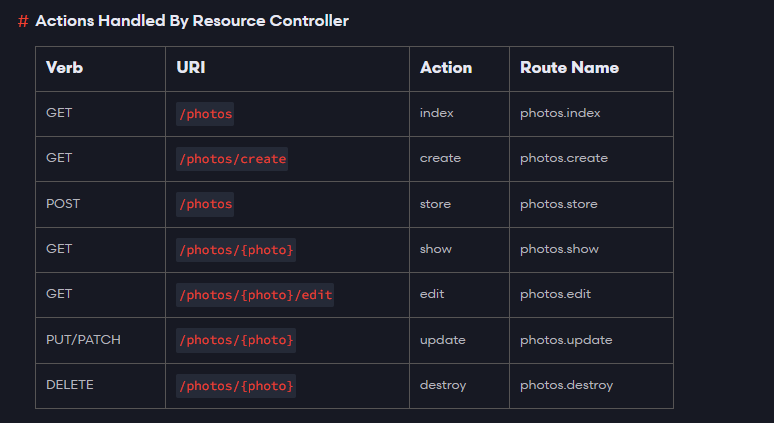 # Actions Handled By Resource Controller
Verb URI Action Route Name
GET /photos index photos.index
GET /photos/create create photos.create
POST /photos store photos.store
GET /photos/{photo} show photos.show
GET /photos/{photo}/edit edit photos.edit
PUT/PATCH /photos/{photo} update photos.update
DELETE /photos/{photo} destroy photos.destroy